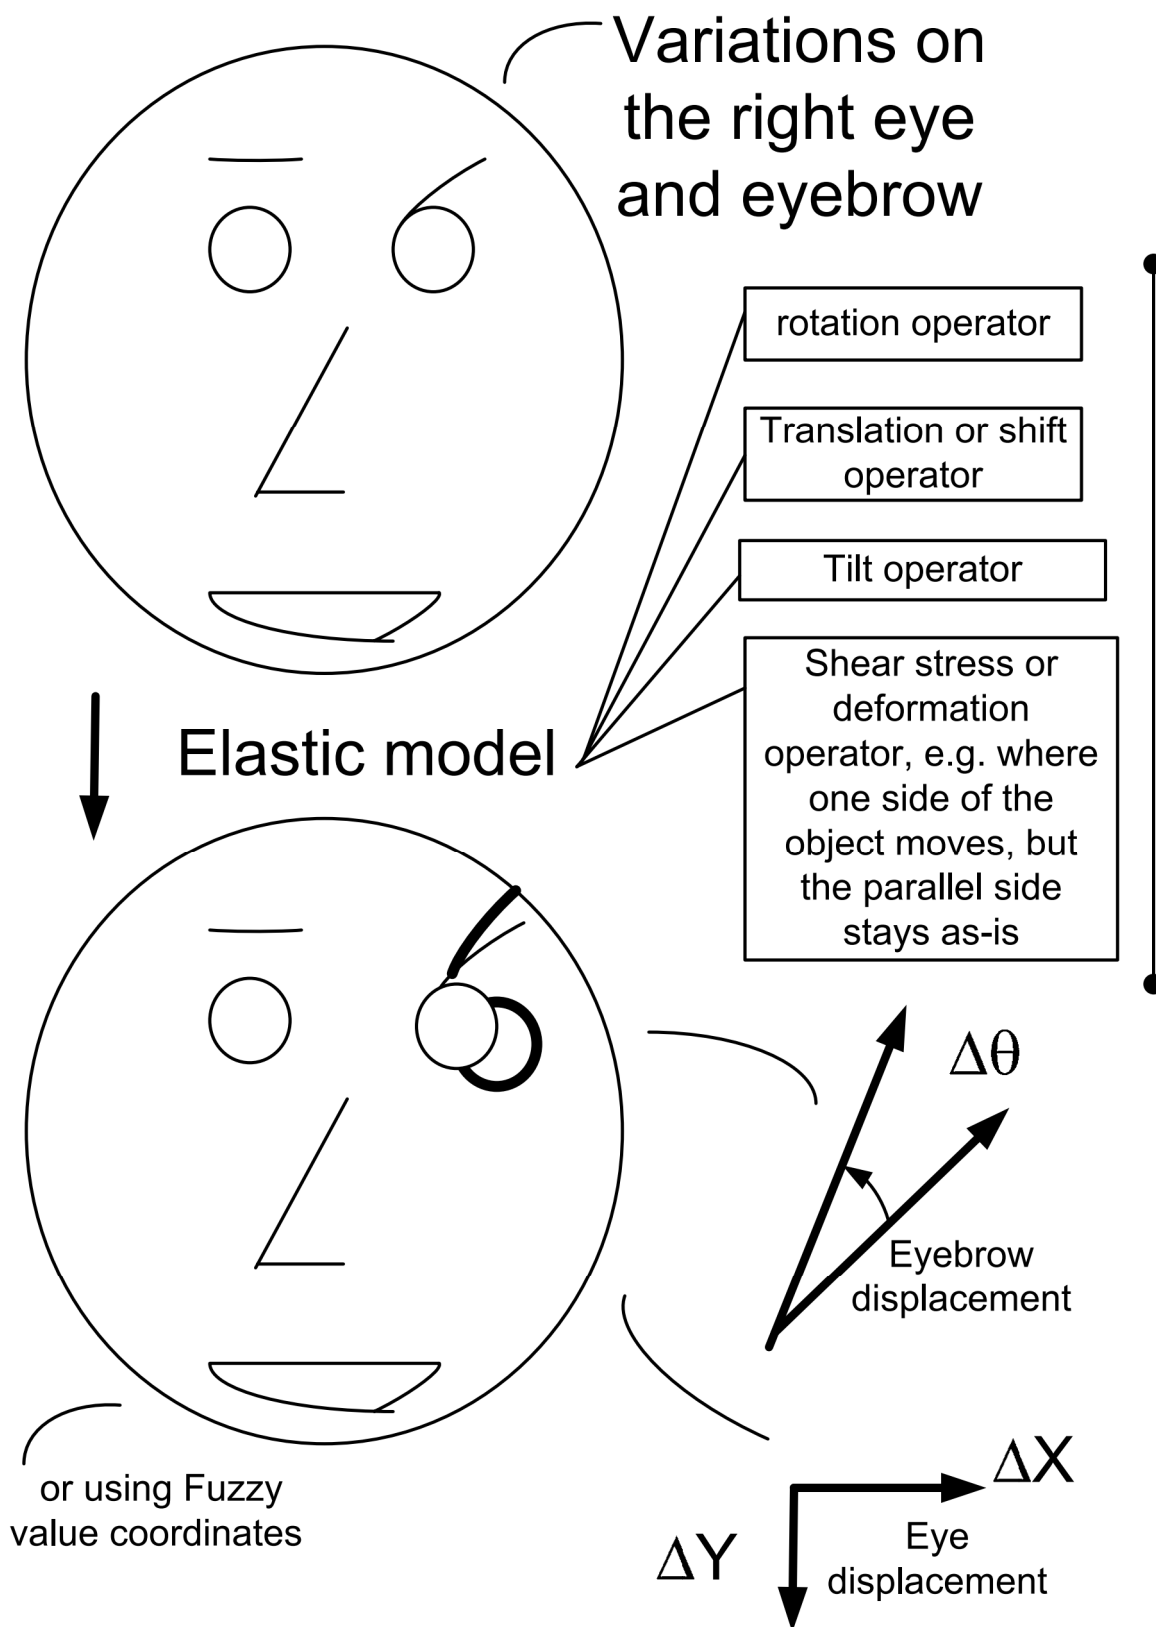 Variations on
the right eye
and eyebrow
rotation operator
Translation or shift
operator
Tilt operator
Shear stress or
deformation
operator, e.g. where
one side of the
object moves, but
the parallel side
stays as-is
Elastic model
Δθ
Eyebrow
displacement
or using Fuzzy
value coordinates
ΔX
ΔY
Eye
displacement